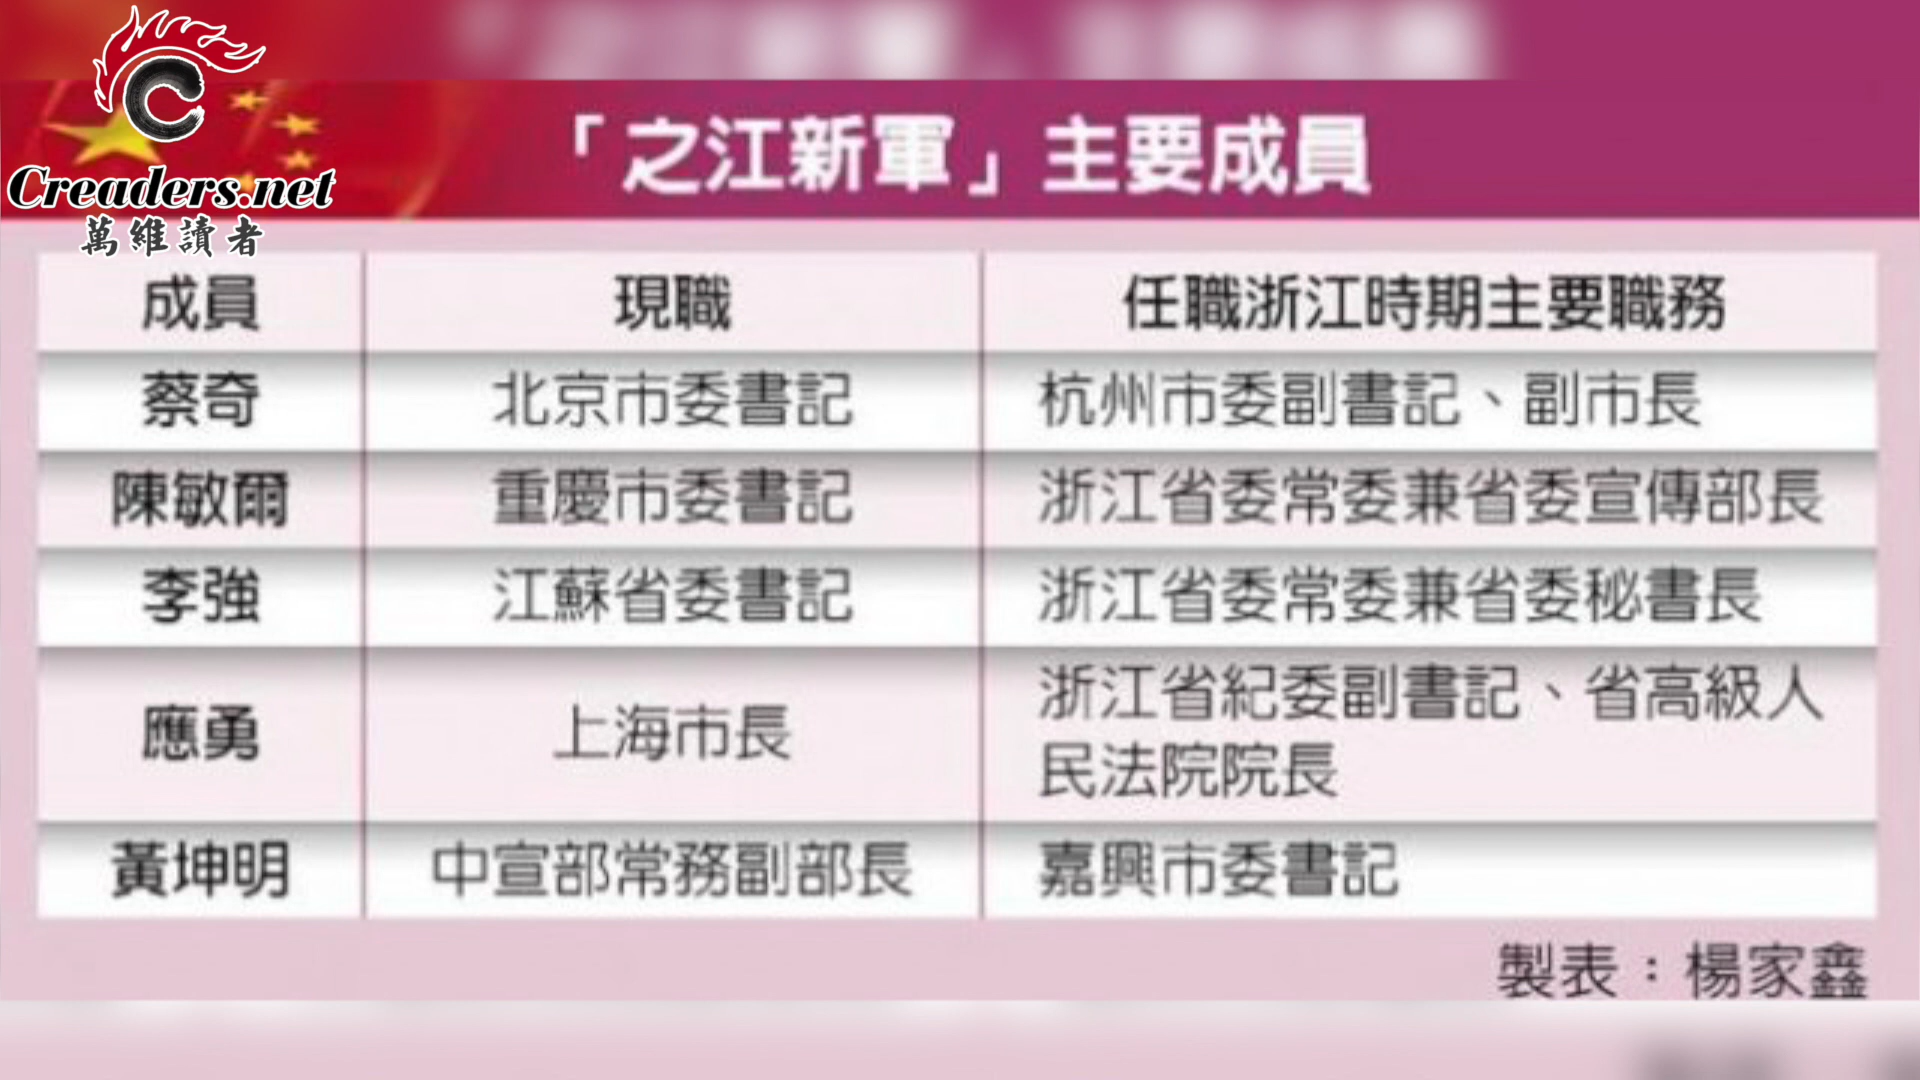 Creaders.net
萬維讀者
「之江新軍」主要成員
成員 現職 任職浙江時期主要職務
蔡奇 北京市委書記 杭州市委副書記、副市長
陳敏爾 重慶市委書記 浙江省委常委兼省委宣傳部長
李強 江蘇省委書記 浙江省委常委兼省委秘書長
應勇 上海市長 浙江省紀委副書記、省高級人
民法院院長
黃坤明 中宣部常務副部長 嘉興市委書記
製表：楊家鑫